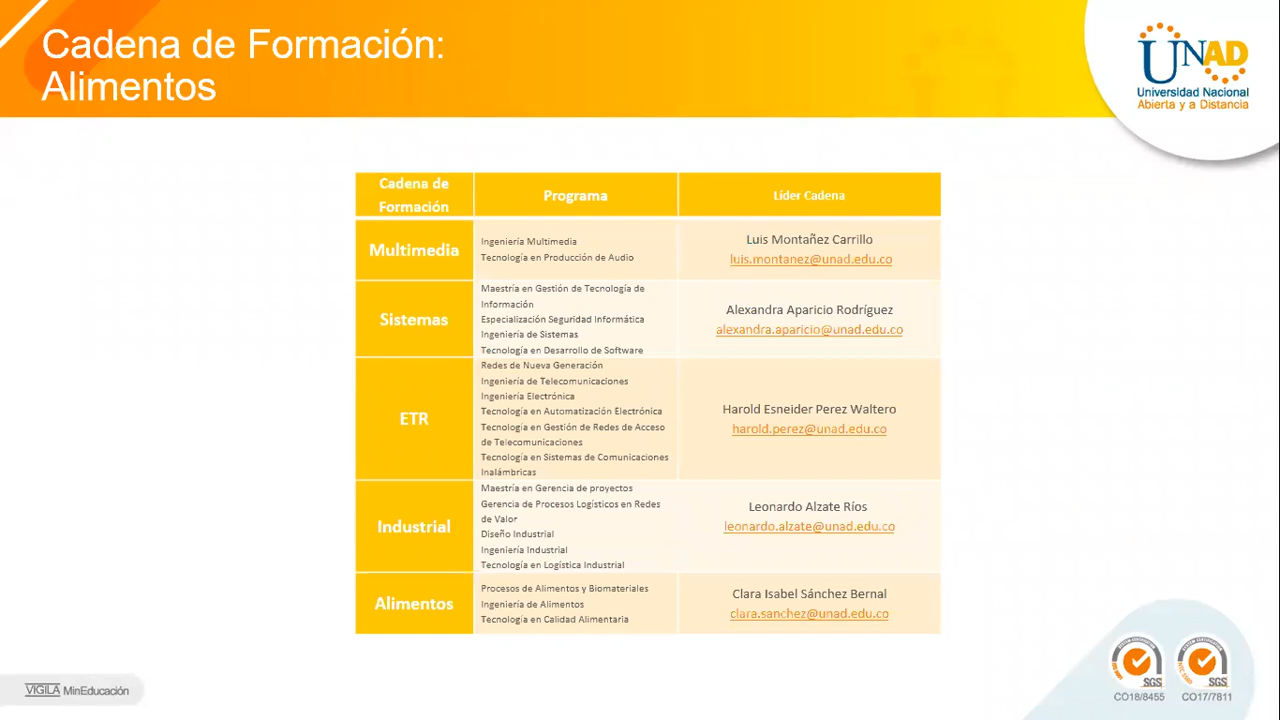 Cadena de Formación:
Alimentos
UNAD
Universidad Nacional
Abierta y a Distancia
Cadena de
Formación
Programa
Líder Cadena
Multimedia
Ingeniería Multimedia
Tecnología en Producción de Audio
Luis Montañez Carrillo
luis.montanez@unad.edu.co
Sistemas
Maestría en Gestión de Tecnología de
Información
Especialización Seguridad Informática
Ingeniería de Sistemas
Tecnología en Desarrollo de Software
Alexandra Aparicio Rodríguez
alexandra.aparicio@unad.edu.co
ETR
Redes de Nueva Generación
Ingeniería de Telecomunicaciones
Ingeniería Electrónica
Tecnología en Automatización Electrónica
Tecnología en Gestión de Redes de Acceso
de Telecomunicaciones
Tecnología en Sistemas de Comunicaciones
Inalámbricas
Harold Esneider Perez Waltero
harold.perez@unad.edu.co
Industrial
Maestría en Gerencia de proyectos
Gerencia de Procesos Logísticos en Redes
de Valor
Diseño Industrial
Ingeniería Industrial
Tecnología en Logística Industrial
Leonardo Alzate Ríos
leonardo.alzate@unad.edu.co
Alimentos
Procesos de Alimentos y Biomateriales
Ingeniería de Alimentos
Tecnología en Calidad Alimentaria
Clara Isabel Sánchez Bernal
clara.sanchez@unad.edu.co
VIGILA MinEducación
SGS
SGS
CO18/8455
CO17/7811